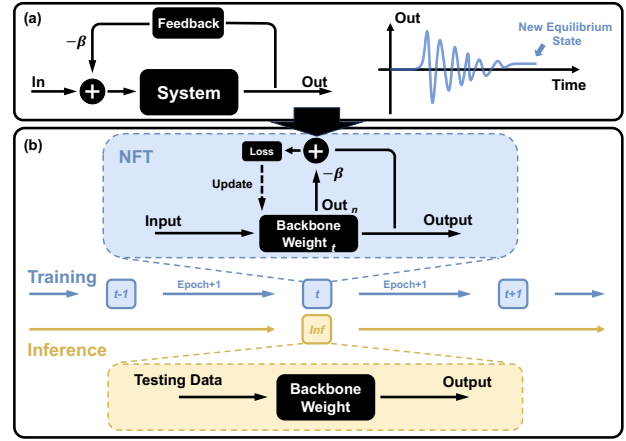 (a)
Feedback
−β
In
+
System
Out
Out
New Equilibrium
State
Time
(b)
NFT
Loss
+
Update
−β
Out n
Input
Backbone
Weight t
Output
Training
t-1
Epoch+1
t
Epoch+1
t+1
Inf
Inference
Testing Data
Backbone
Weight
Output